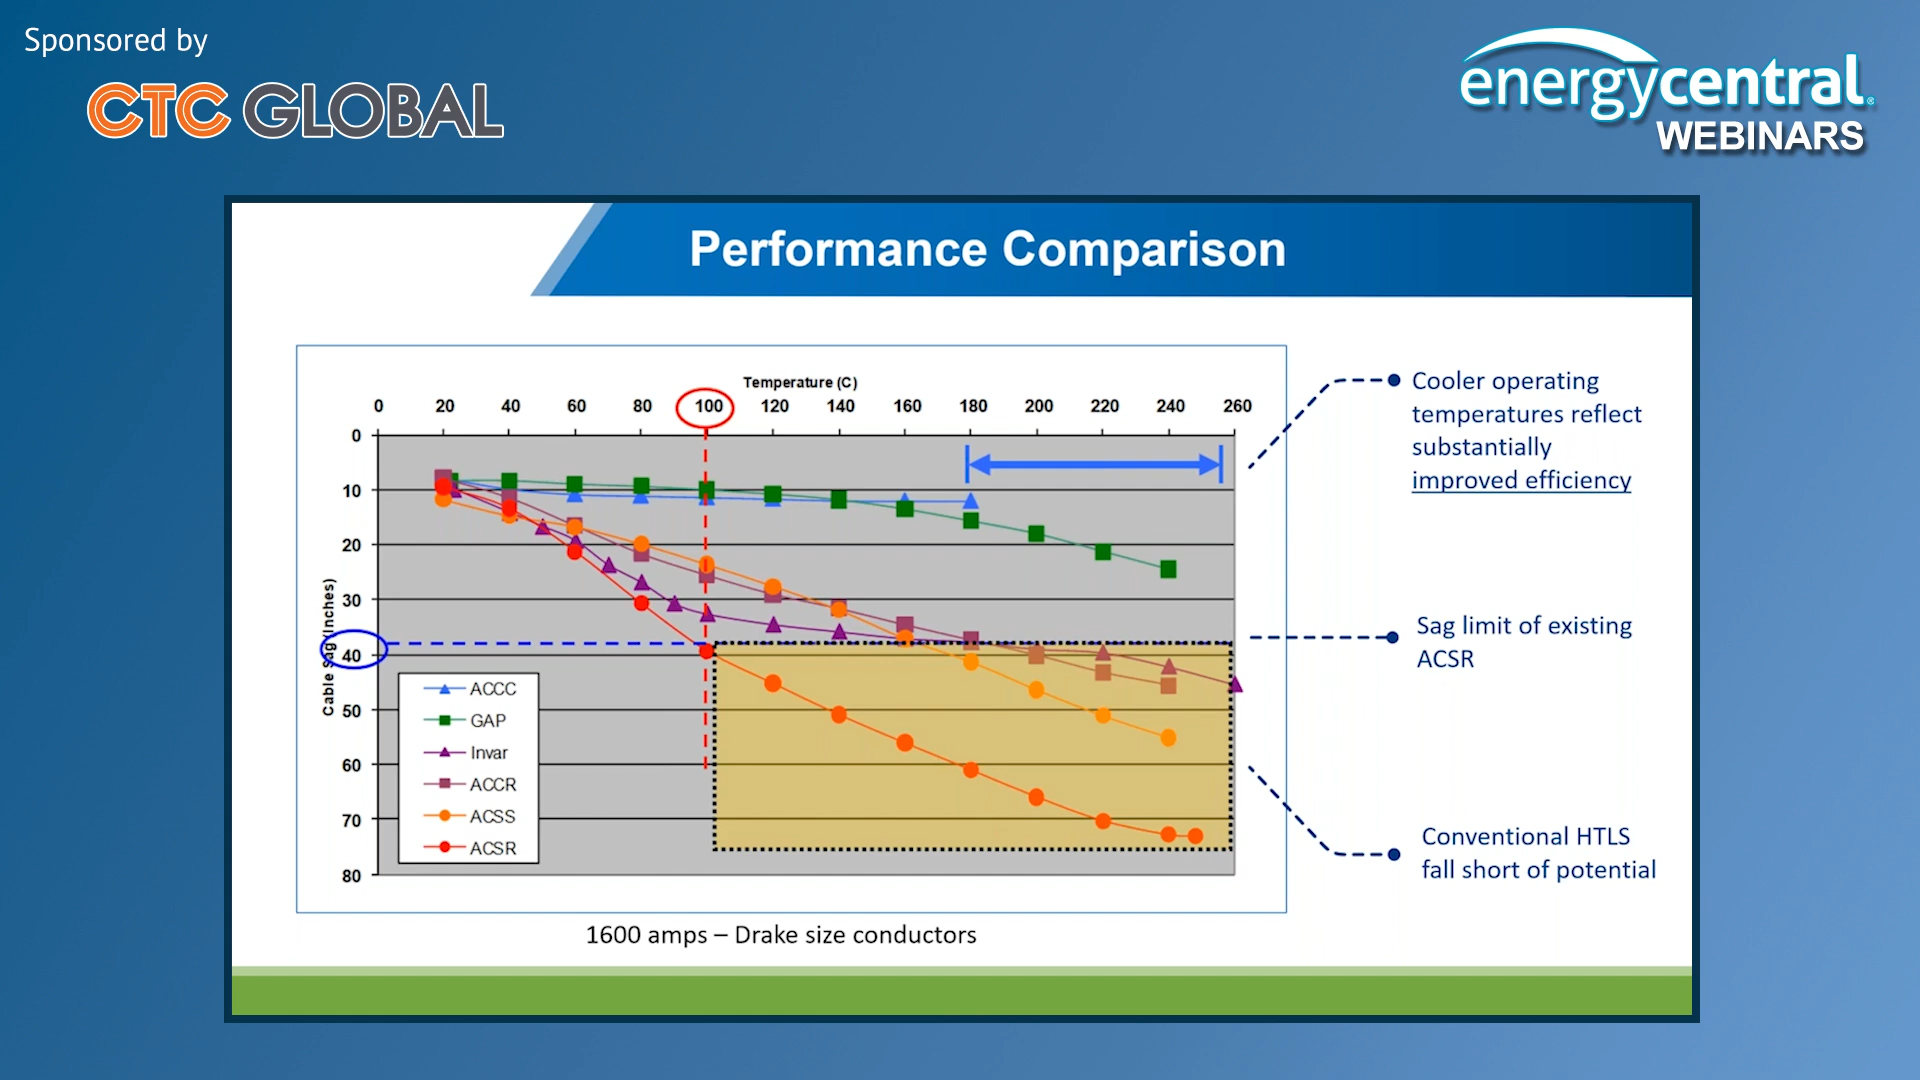 Sponsored by
CTC GLOBAL
energycentral®
WEBINARS
Performance Comparison
Temperature (C)
0 20 40 60 80 100 120 140 160 180 200 220 240 260
0
10
20
30
40
50
60
70
80
Cable Sag (Inches)
ACCC
GAP
Invar
ACCR
ACSS
ACSR
1600 amps – Drake size conductors
Cooler operating
temperatures reflect
substantially
improved efficiency
Sag limit of existing
ACSR
Conventional HTLS
fall short of potential